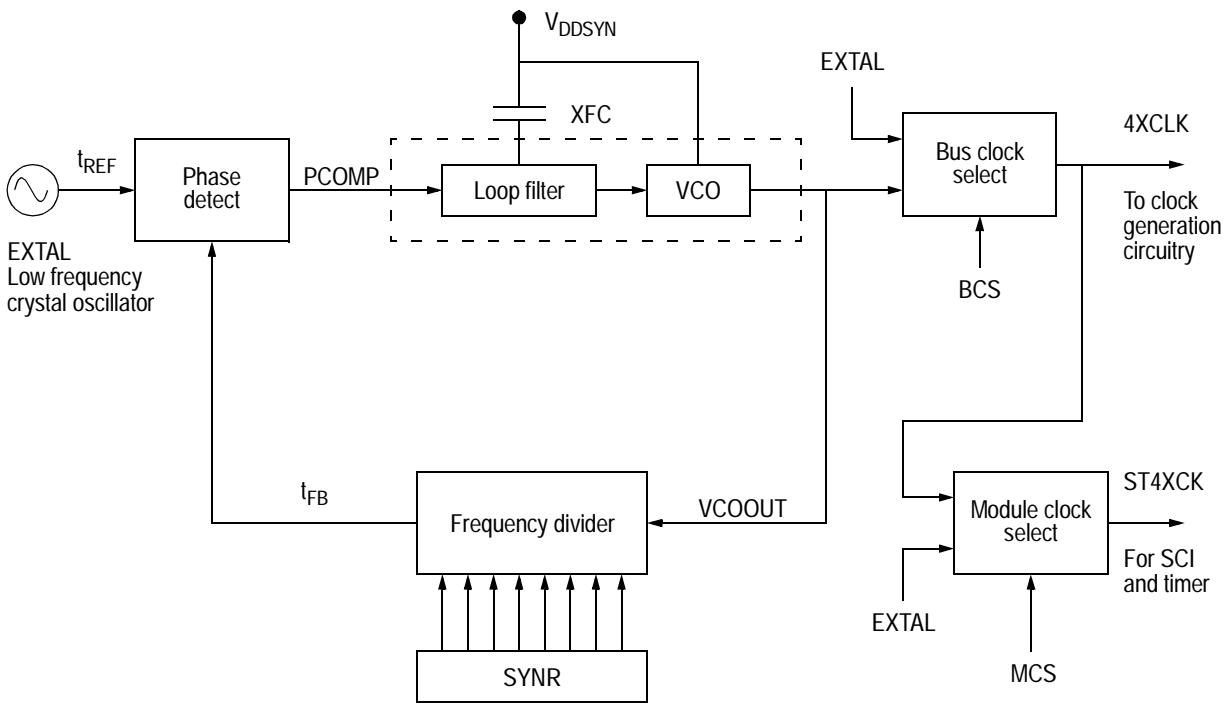 V_DDSYN
EXTAL
XFC
4XCLK
t_REF
Phase
detect
PCOMP
Loop filter
VCO
Bus clock
select
To clock
generation
circuitry
EXTAL
Low frequency
crystal oscillator
BCS
t_FB
Frequency divider
VCOOUT
ST4XCK
Module clock
select
For SCI
and timer
EXTAL
SYNR
MCS